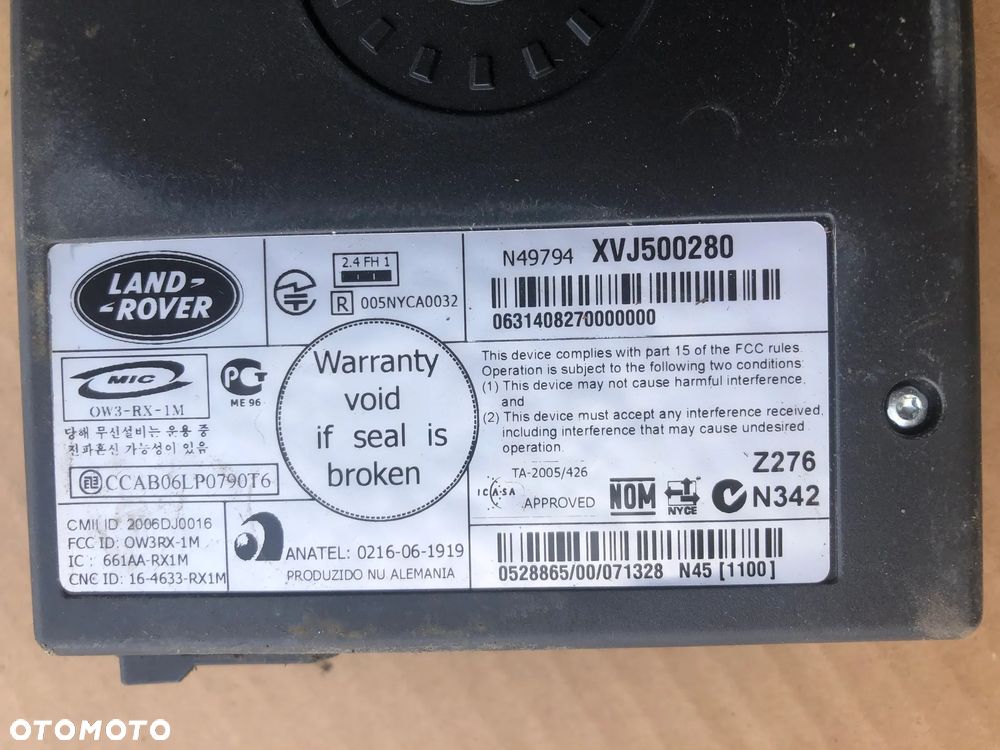 LAND-
-ROVER
2.4 FH 1
R 005NYCA0032
N49794 XVJ500280
0631408270000000
MIC
OW3-RX-1M
당해 무선설비는 운용 중
전파혼신 가능성이 있음
CCAB06LP0790T6
PCT
ME 96
Warranty
void
if seal is
broken
This device complies with part 15 of the FCC rules.
Operation is subject to the following two conditions:
(1) This device may not cause harmful interference.
and
(2) This device must accept any interference received,
including interference that may cause undesired
operation.
ICASA
TA-2005/426
APPROVED
NOM
NYCE
Z276
N342
CMII ID 2006DJ0016
FCC ID: OW3RX-1M
IC : 661AA-RX1M
CNC ID: 16-4633-RX1M
ANATEL: 0216-06-1919
PRODUZIDO NU ALEMANIA
0528865/00/071328 N45 [1100]
OTOMOTO